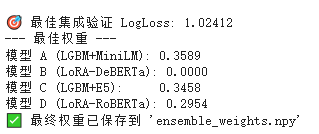 🎯 最佳集成验证 LogLoss: 1.02412
--- 最佳权重 ---
模型 A (LGBM+MiniLM): 0.3589
模型 B (LoRA-DeBERTa): 0.0000
模型 C (LGBM+E5): 0.3458
模型 D (LoRA-RoBERTa): 0.2954
✅ 最终权重已保存到 'ensemble_weights.npy'